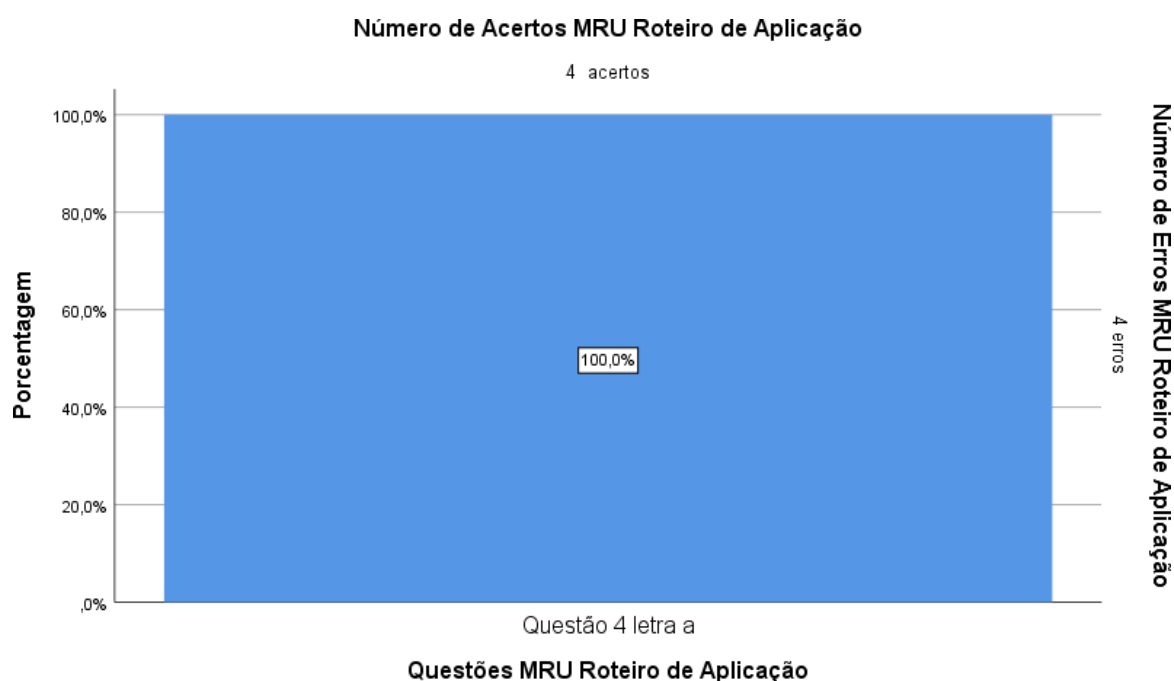 Número de Acertos MRU Roteiro de Aplicação
4 acertos
100,0%
80,0%
60,0%
40,0%
20,0%
,0%
Porcentagem
100,0%
4 erros
Número de Erros MRU Roteiro de Aplicação
Questão 4 letra a
Questões MRU Roteiro de Aplicação